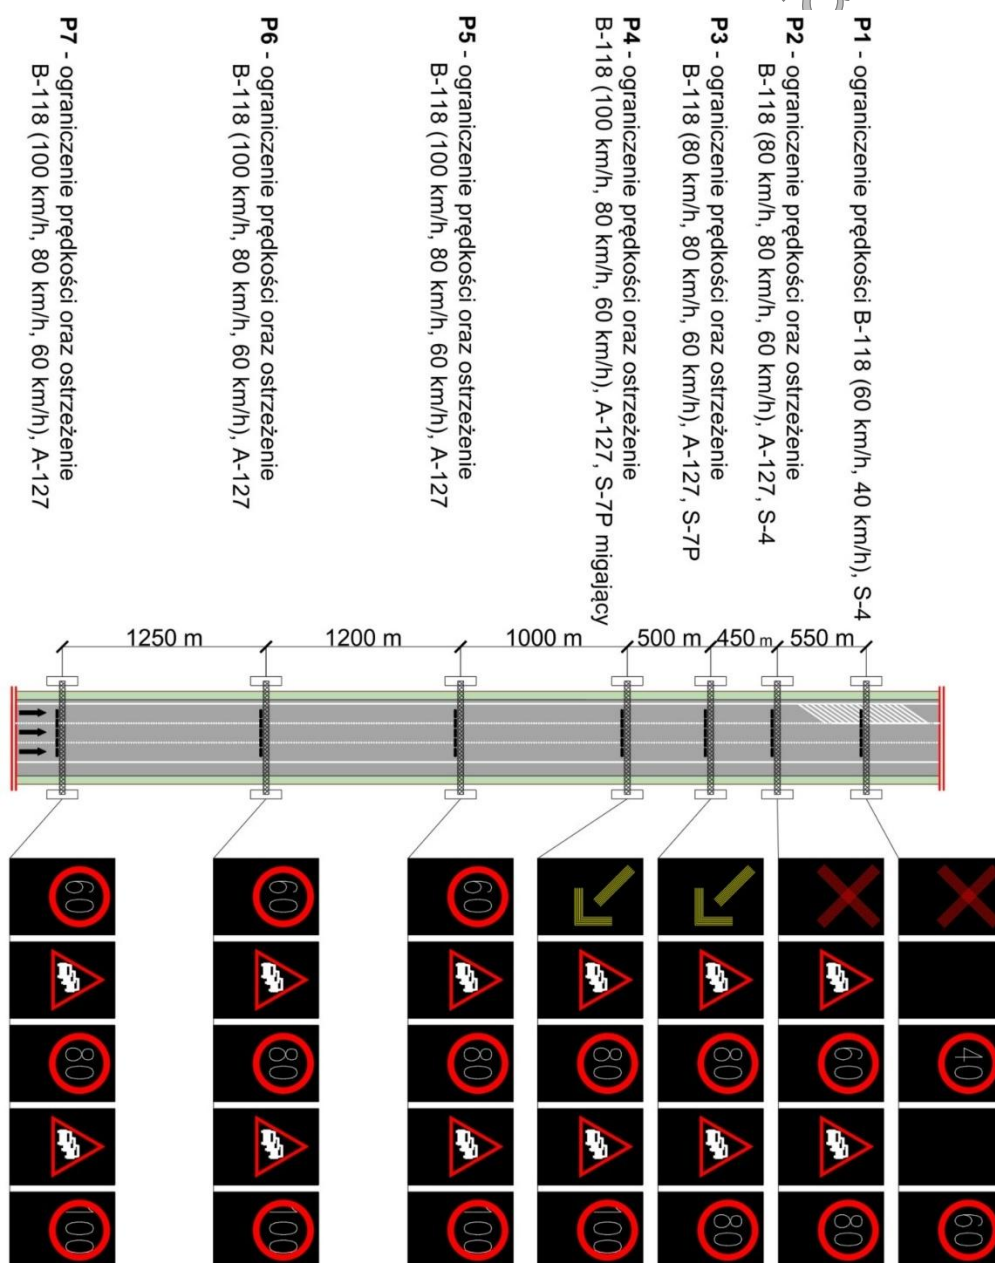 P1 - ograniczenie prędkości B-118 (60 km/h, 40 km/h), S-4
P2 - ograniczenie prędkości oraz ostrzeżenie
B-118 (80 km/h, 80 km/h, 60 km/h), A-127, S-4
P3 - ograniczenie prędkości oraz ostrzeżenie
B-118 (80 km/h, 80 km/h, 60 km/h), A-127, S-7P
P4 - ograniczenie prędkości oraz ostrzeżenie
B-118 (100 km/h, 80 km/h, 60 km/h), A-127, S-7P migający
P5 - ograniczenie prędkości oraz ostrzeżenie
B-118 (100 km/h, 80 km/h, 60 km/h), A-127
P6 - ograniczenie prędkości oraz ostrzeżenie
B-118 (100 km/h, 80 km/h, 60 km/h), A-127
P7 - ograniczenie prędkości oraz ostrzeżenie
B-118 (100 km/h, 80 km/h, 60 km/h), A-127
1250 m
1200 m
1000 m
500 m
450 m
550 m
40
60
60
80
80
80
80
100
60
80
100
60
80
100
60
80
100